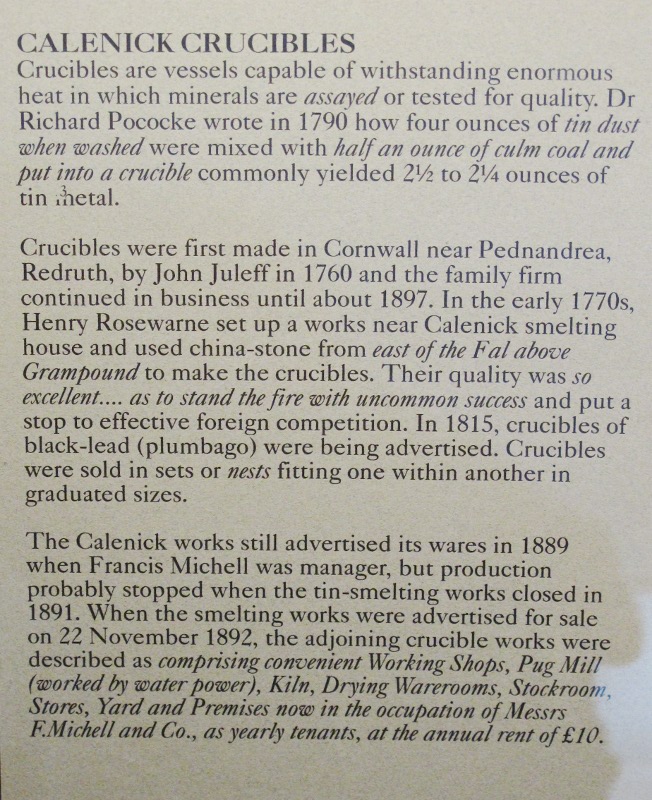 CALENICK CRUCIBLES
Crucibles are vessels capable of withstanding enormous
heat in which minerals are assayed or tested for quality. Dr
Richard Pococke wrote in 1790 how four ounces of tin dust
when washed were mixed with half an ounce of culm coal and
put into a crucible commonly yielded 2½ to 2¼ ounces of
tin metal.
Crucibles were first made in Cornwall near Pednandrea,
Redruth, by John Juleff in 1760 and the family firm
continued in business until about 1897. In the early 1770s,
Henry Rosewarne set up a works near Calenick smelting
house and used china-stone from east of the Fal above
Grampound to make the crucibles. Their quality was so
excellent.... as to stand the fire with uncommon success and put a
stop to effective foreign competition. In 1815, crucibles of
black-lead (plumbago) were being advertised. Crucibles
were sold in sets or nests fitting one within another in
graduated sizes.
The Calenick works still advertised its wares in 1889
when Francis Michell was manager, but production
probably stopped when the tin-smelting works closed in
1891. When the smelting works were advertised for sale
on 22 November 1892, the adjoining crucible works were
described as comprising convenient Working Shops, Pug Mill
(worked by water power), Kiln, Drying Warerooms, Stockroom,
Stores, Yard and Premises now in the occupation of Messrs
F.Michell and Co., as yearly tenants, at the annual rent of £10.